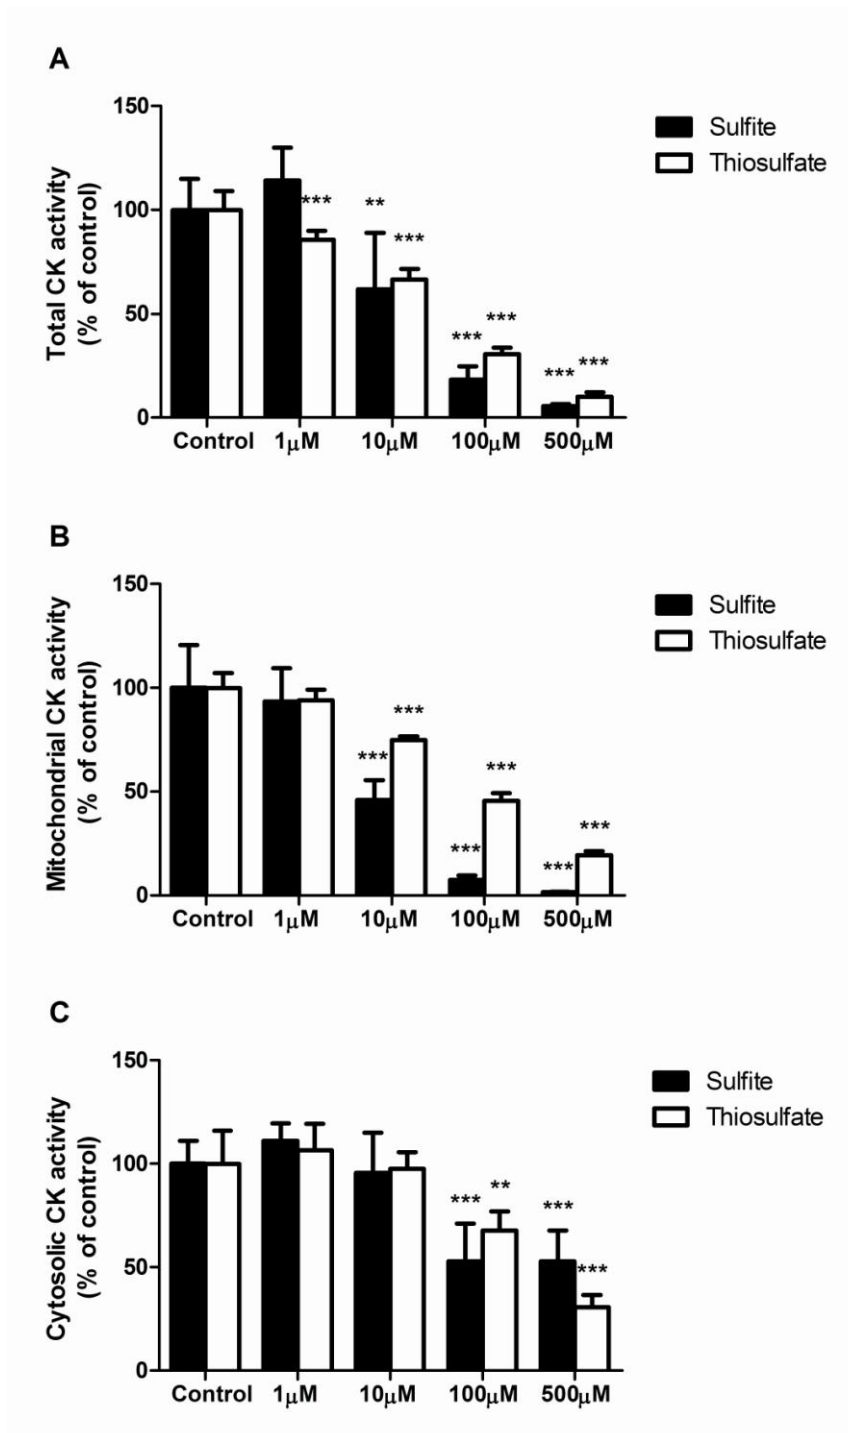 A
150
100
50
0
Total CK activity
(% of control)
Sulfite
Thiosulfate
***
**
***
***
***
***
***
Control 1μM 10μM 100μM 500μM
B
150
100
50
0
Mitochondrial CK activity
(% of control)
Sulfite
Thiosulfate
***
***
***
***
***
***
Control 1μM 10μM 100μM 500μM
C
150
100
50
0
Cytosolic CK activity
(% of control)
Sulfite
Thiosulfate
***
**
***
***
Control 1μM 10μM 100μM 500μM